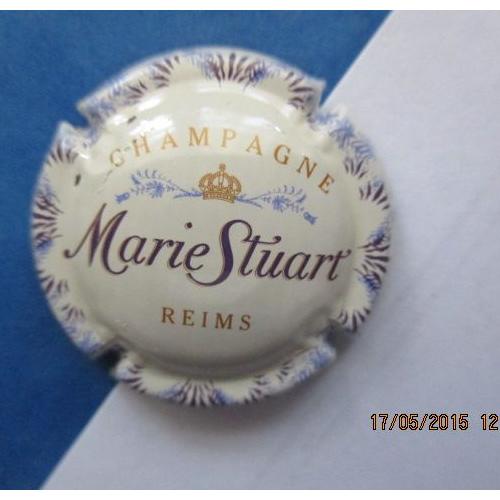 CHAMPAGNE
Marie Stuart
REIMS
17/05/2015 12